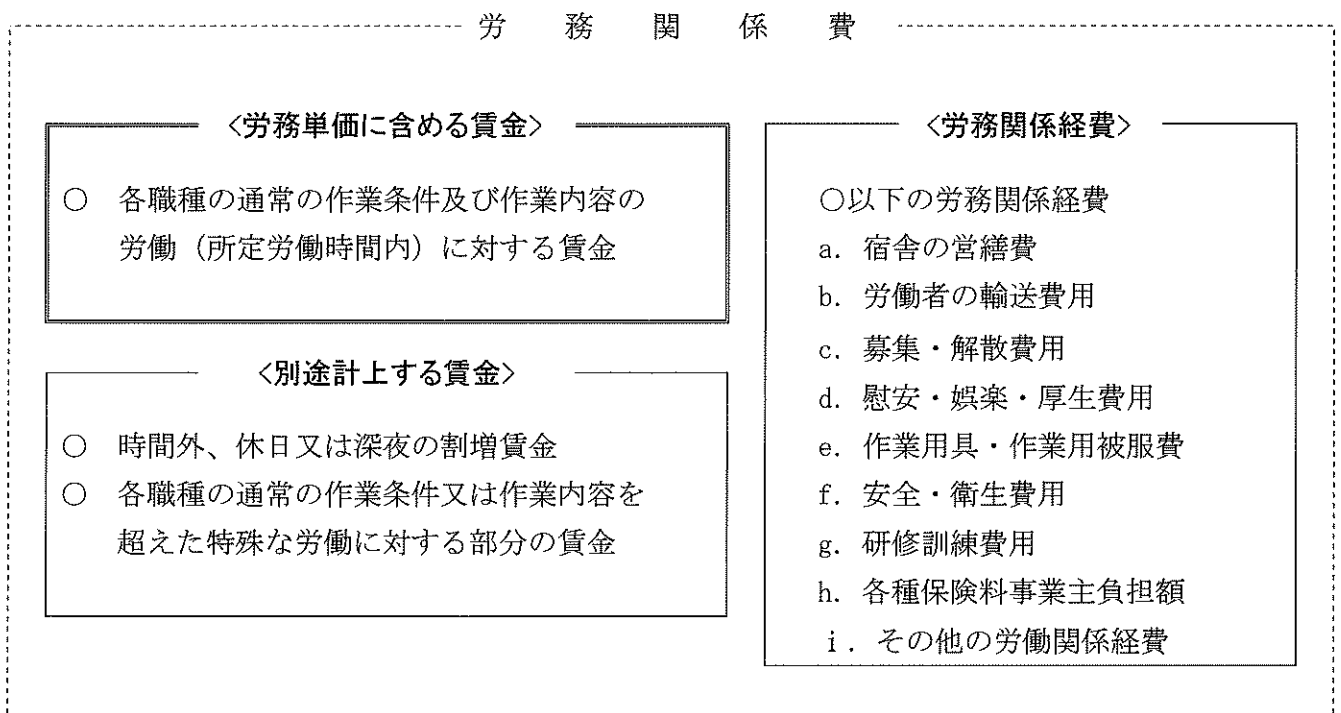 労務関係費
<労務単価に含める賃金>
○ 各職種の通常の作業条件及び作業内容の
労働（所定労働時間内）に対する賃金
<別途計上する賃金>
○ 時間外、休日又は深夜の割増賃金
○ 各職種の通常の作業条件又は作業内容を
超えた特殊な労働に対する部分の賃金
<労務関係経費>
○以下の労務関係経費
a. 宿舎の営繕費
b. 労働者の輸送費用
c. 募集・解散費用
d. 慰安・娯楽・厚生費用
e. 作業用具・作業用被服費
f. 安全・衛生費用
g. 研修訓練費用
h. 各種保険料事業主負担額
i. その他の労働関係経費